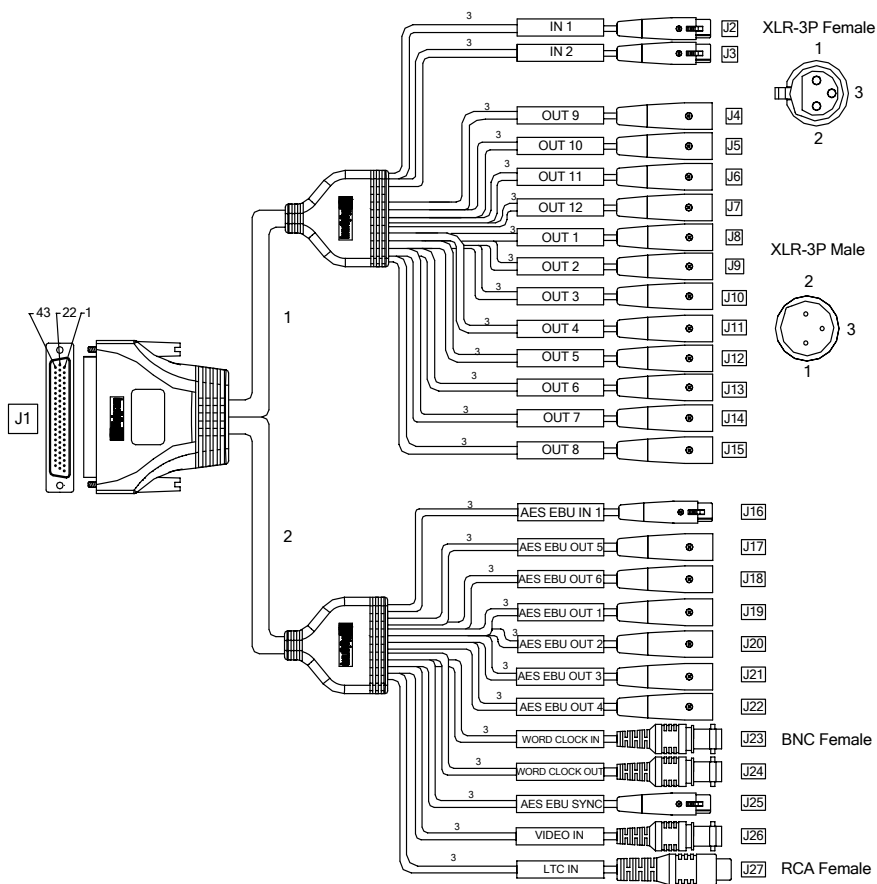 3 IN 1 J2 XLR-3P Female
3 IN 2 J3
1
3
2
3 OUT 9 J4
3 OUT 10 J5
3 OUT 11 J6
3 OUT 12 J7
3 OUT 1 J8
3 OUT 2 J9
3 OUT 3 J10
3 OUT 4 J11
3 OUT 5 J12
3 OUT 6 J13
3 OUT 7 J14
3 OUT 8 J15
XLR-3P Male
2
3
1
1
43 22 1
J1
2
3 AES EBU IN 1 J16
3 AES EBU OUT 5 J17
3 AES EBU OUT 6 J18
3 AES EBU OUT 1 J19
3 AES EBU OUT 2 J20
3 AES EBU OUT 3 J21
3 AES EBU OUT 4 J22
3 WORD CLOCK IN J23 BNC Female
3 WORD CLOCK OUT J24
3 AES EBU SYNC J25
3 VIDEO IN J26
3 LTC IN J27 RCA Female